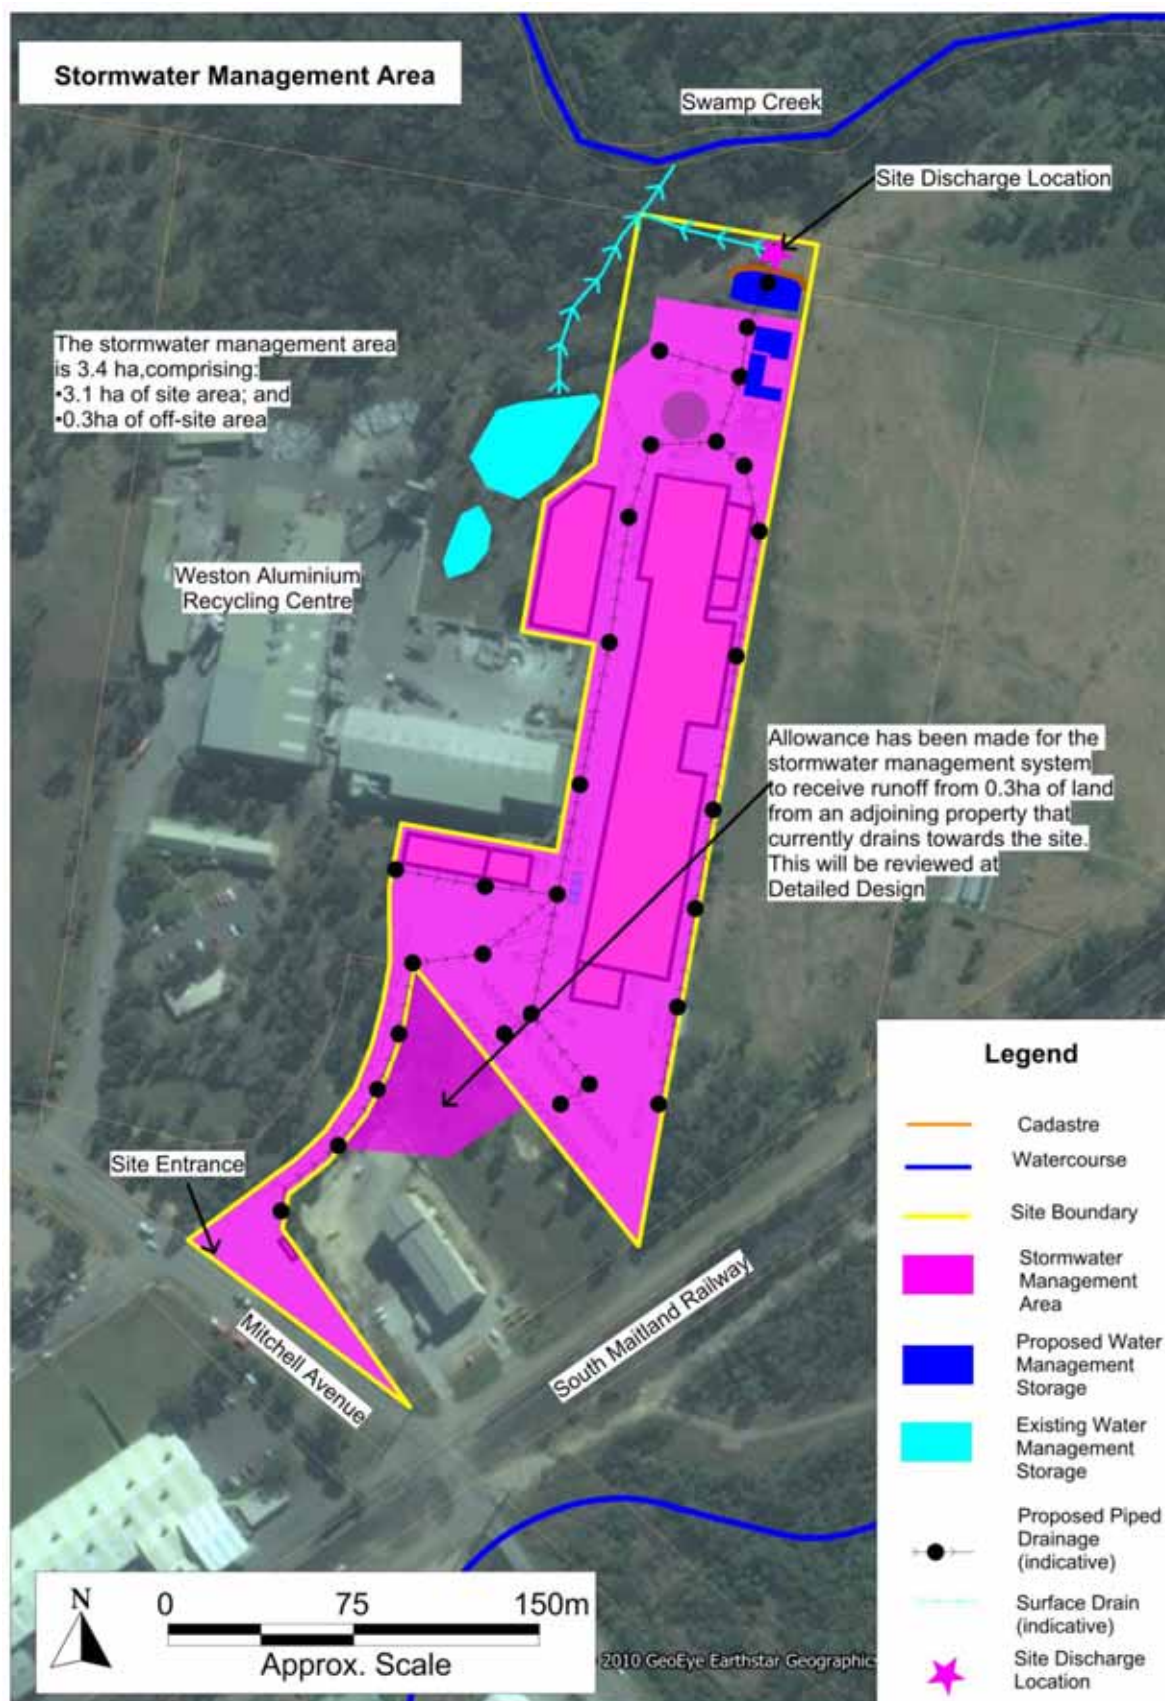 Stormwater Management Area
Swamp Creek
Site Discharge Location
The stormwater management area
is 3.4 ha,comprising:
•3.1 ha of site area; and
•0.3ha of off-site area
Weston Aluminium
Recycling Centre
Allowance has been made for the
stormwater management system
to receive runoff from 0.3ha of land
from an adjoining property that
currently drains towards the site.
This will be reviewed at
Detailed Design
Site Entrance
Mitchell Avenue
South Maitland Railway
Legend
Cadastre
Watercourse
Site Boundary
Stormwater
Management
Area
Proposed Water
Management
Storage
Existing Water
Management
Storage
Proposed Piped
Drainage
(indicative)
Surface Drain
(indicative)
Site Discharge
Location
N
0 75 150m
Approx. Scale
2010 GeoEye Earthstar Geographics